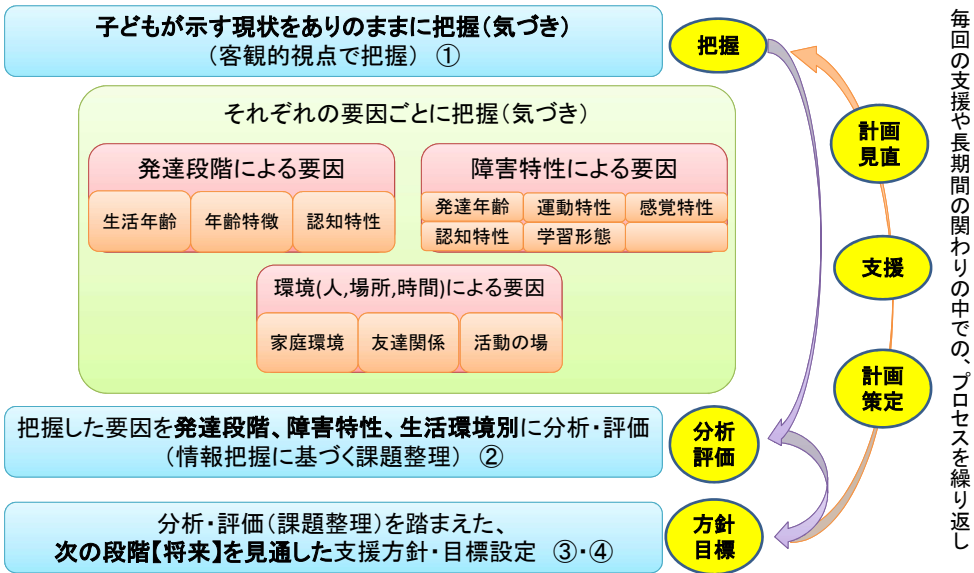 子どもが示す現状をありのままに把握(気づき)
(客観的視点で把握) ①
把握
それぞれの要因ごとに把握(気づき)
発達段階による要因
生活年齢
年齢特徴
認知特性
障害特性による要因
発達年齢
運動特性
感覚特性
認知特性
学習形態
環境(人,場所,時間)による要因
家庭環境
友達関係
活動の場
計画
見直
支援
計画
策定
把握した要因を発達段階、障害特性、生活環境別に分析・評価
(情報把握に基づく課題整理) ②
分析
評価
分析・評価(課題整理)を踏まえた、
次の段階【将来】を見通した支援方針・目標設定 ③・④
方針
目標
毎回の支援や長期間の関わりの中での、プロセスを繰り返し